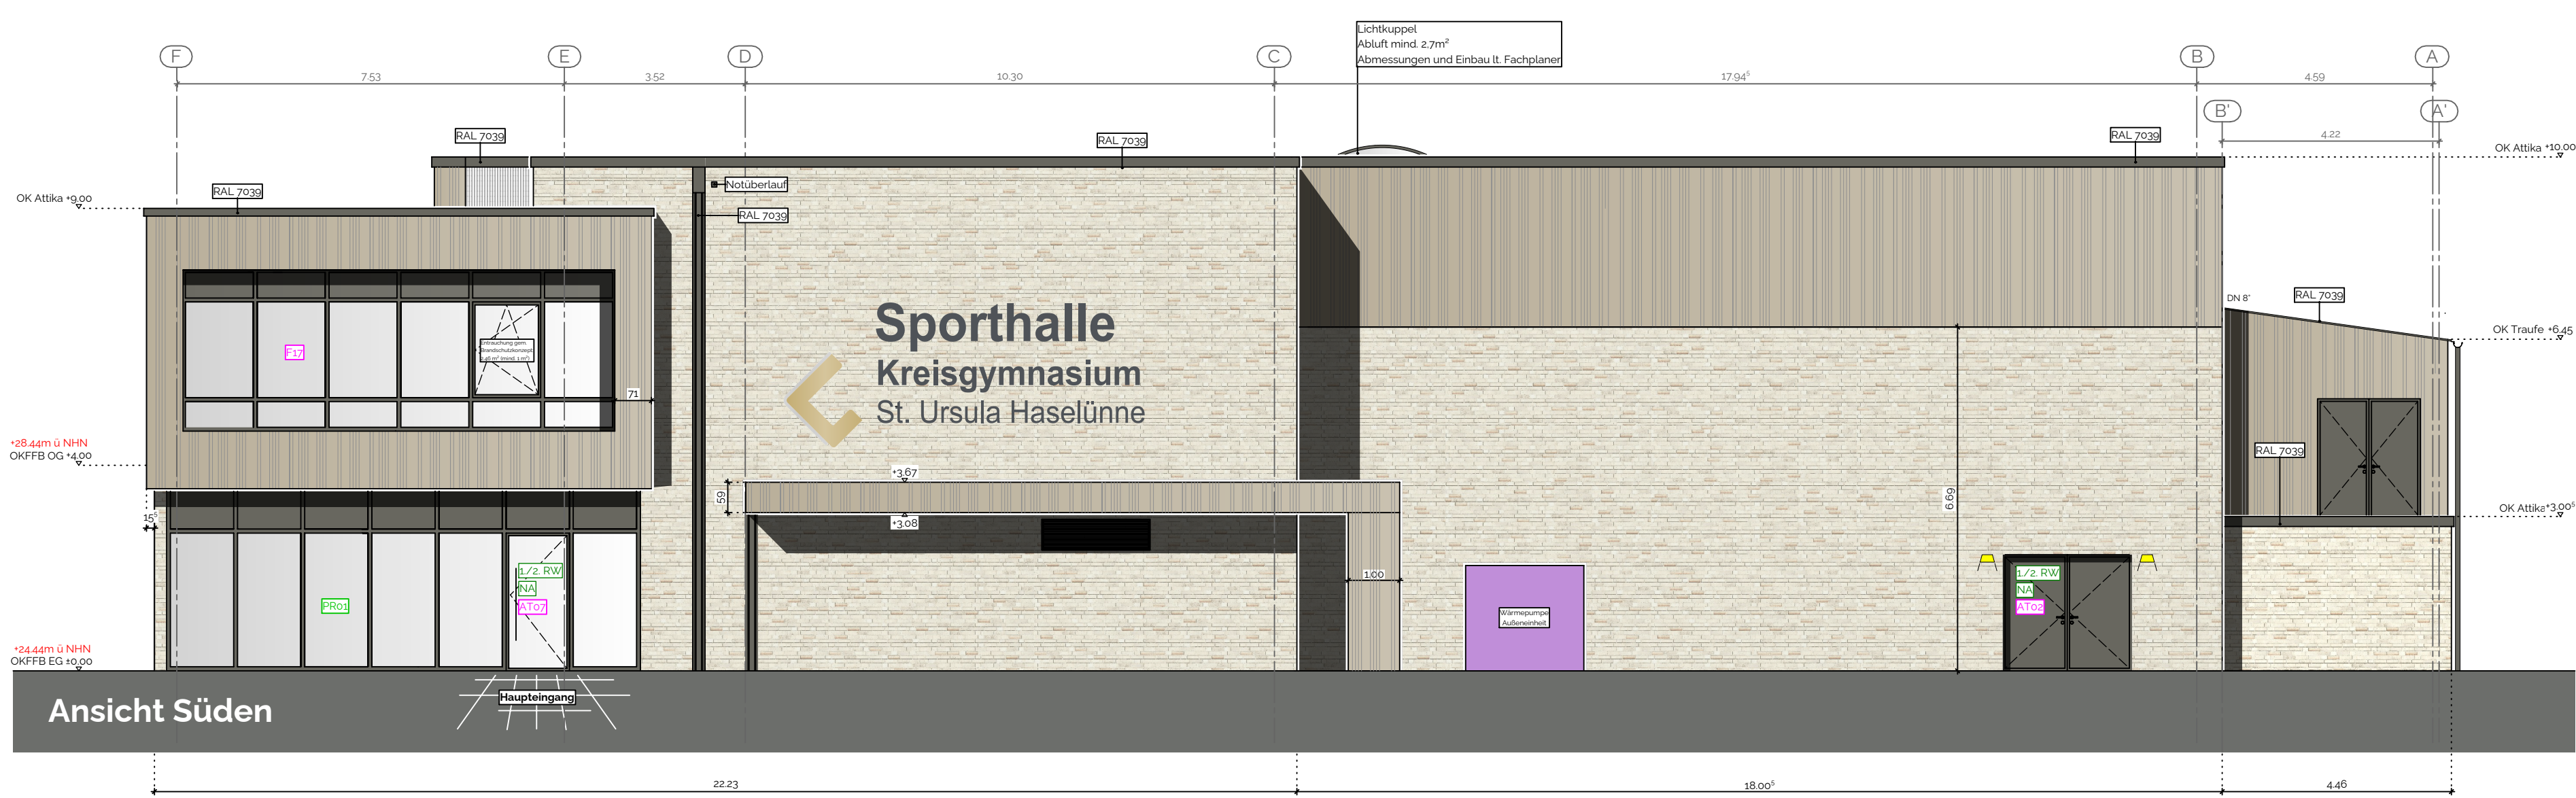 Lichtkuppel
Abluft mind. 2,7m²
Abmessungen und Einbau lt. Fachplaner
F
E
D
C
B
A
7.53
3.52
10.30
17.94⁵
4.59
B'
A'
4.22
RAL 7039
RAL 7039
RAL 7039
RAL 7039
OK Attika +10.00
OK Attika +9.00
Notüberlauf
RAL 7039
DN 8°
RAL 7039
OK Traufe +6.45
Sporthalle
Kreisgymnasium
St. Ursula Haselünne
F17
Entrauchung gem.
Brandschutzkonzept
71
+28.44m ü NHN
OKFFB OG +4.00
RAL 7039
+3.67
59
+3.08
6.69
OK Attika +3.00⁵
15⁵
1./2. RW
NA
AT07
PR01
1.00
Wärmepumpe
Außeneinheit
1./2. RW
NA
AT02
+24.44m ü NHN
OKFFB EG ±0.00
Haupteingang
Ansicht Süden
22.23
18.00⁵
4.46